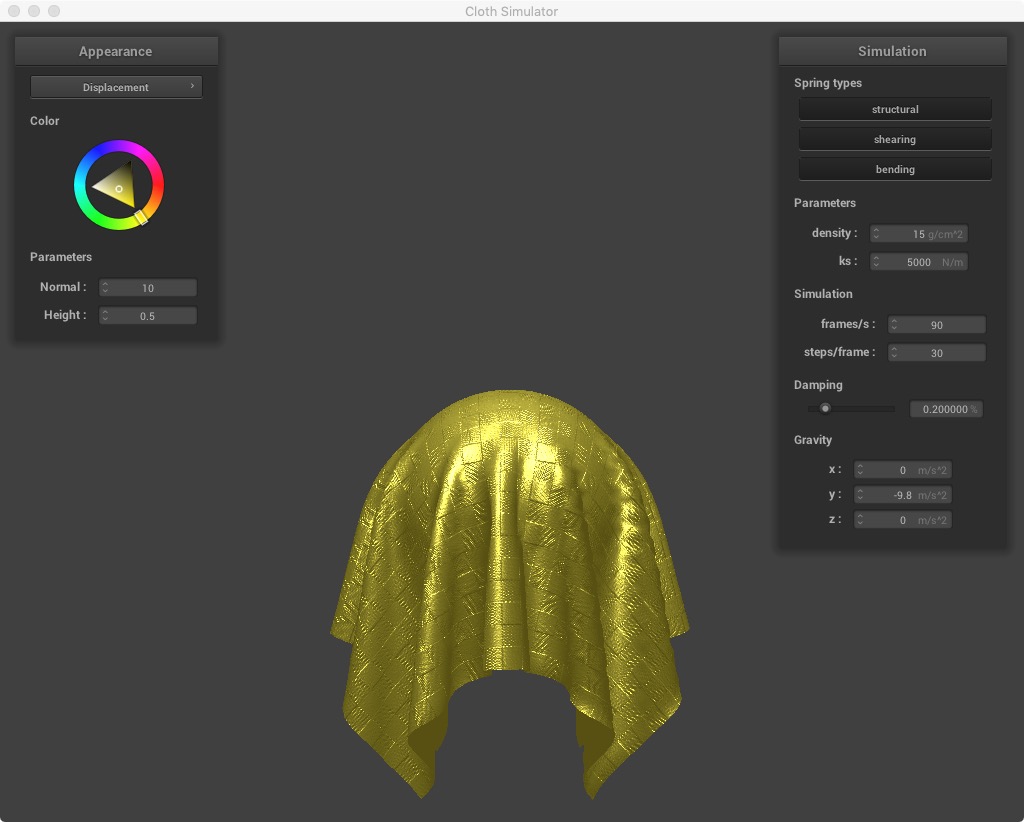 Cloth Simulator
Appearance
Displacement
Color
Parameters
Normal : 10
Height : 0.5
Simulation
Spring types
structural
shearing
bending
Parameters
density : 15 g/cm^2
ks : 5000 N/m
Simulation
frames/s : 90
steps/frame : 30
Damping
0.200000 %
Gravity
x : 0 m/s^2
y : -9.8 m/s^2
z : 0 m/s^2